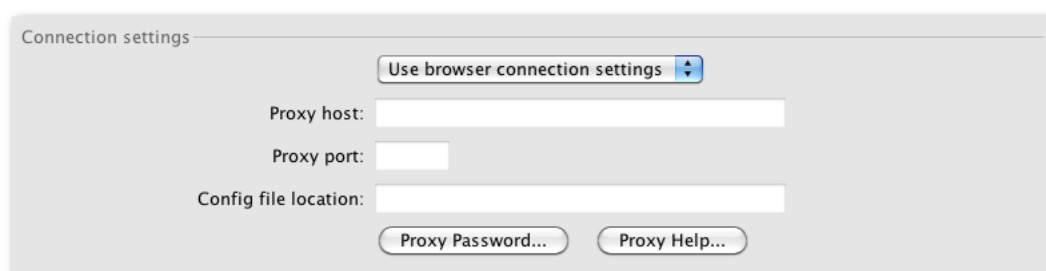 Connection settings
Use browser connection settings
Proxy host:
Proxy port:
Config file location:
Proxy Password... Proxy Help...